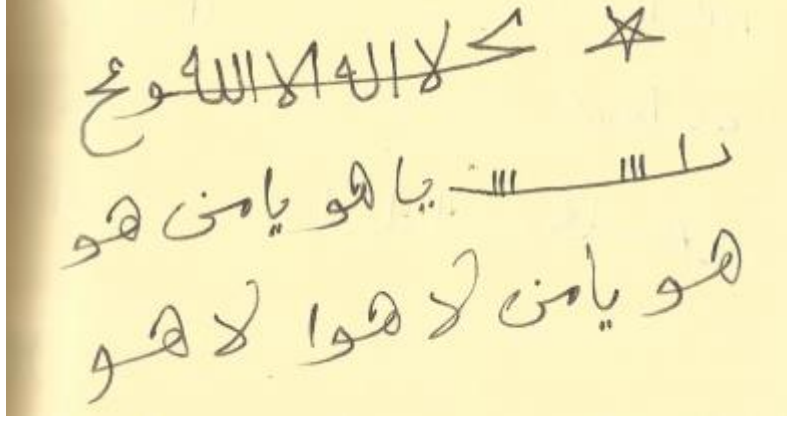 لا اله الا الله
يا هو يا من هو
هو يا من لا هوا لا هو